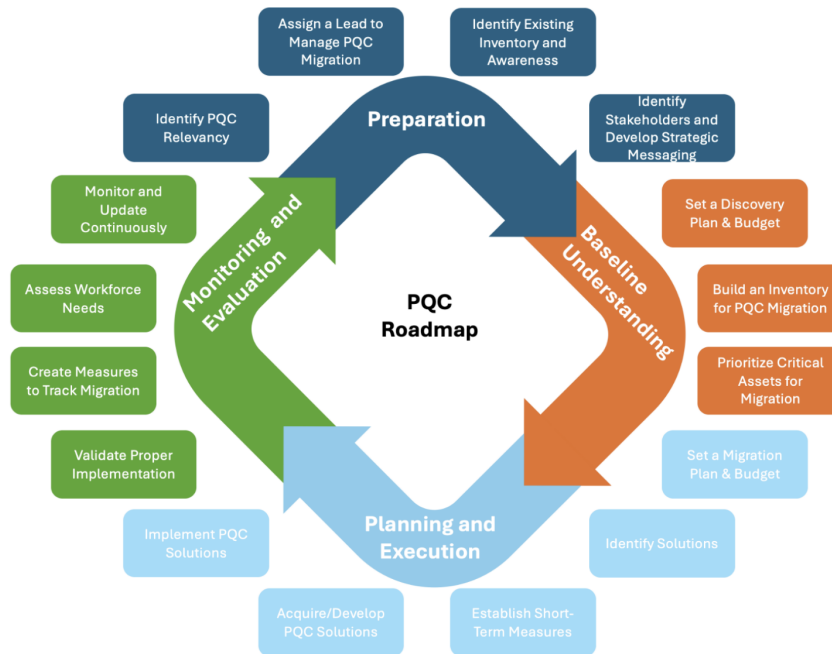 Assign a Lead to
Manage PQC
Migration
Identify Existing
Inventory and
Awareness
Identify PQC
Relevancy
Preparation
Identify
Stakeholders and
Develop Strategic
Messaging
Monitor and
Update
Continuously
Set a Discovery
Plan & Budget
Monitoring and
Evaluation
Baseline
Understanding
Assess Workforce
Needs
Build an Inventory
for PQC Migration
PQC
Roadmap
Create Measures
to Track Migration
Prioritize Critical
Assets for
Migration
Validate Proper
Implementation
Set a Migration
Plan & Budget
Implement PQC
Solutions
Planning and
Execution
Identify Solutions
Acquire/Develop
PQC Solutions
Establish Short-
Term Measures